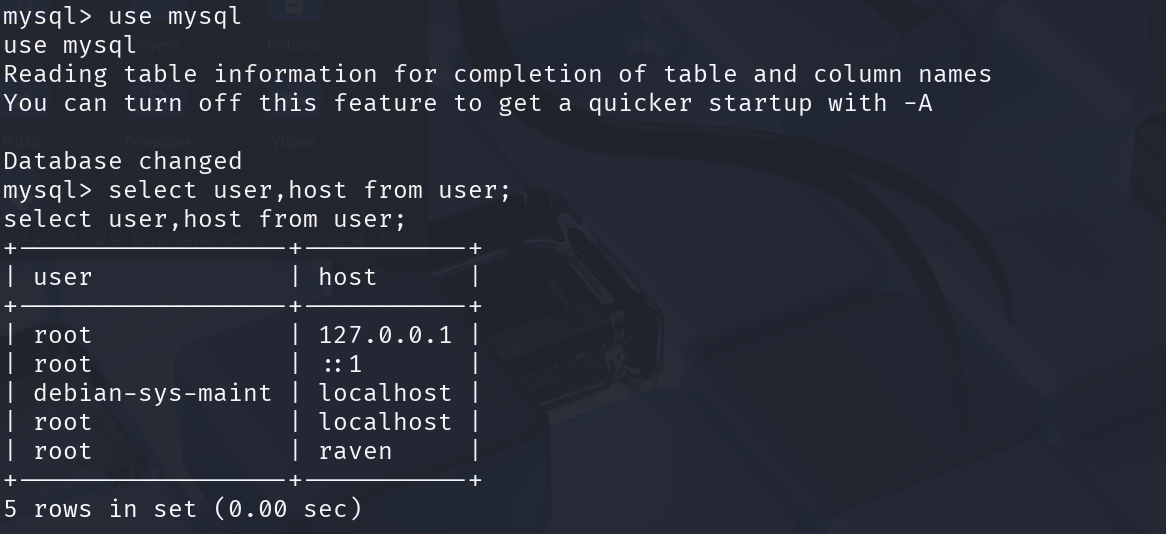 mysql> use mysql
use mysql
Reading table information for completion of table and column names
You can turn off this feature to get a quicker startup with -A
Public Templates Videos
Database changed
mysql> select user,host from user;
select user,host from user;
+------------------+-----------+
| user             | host      |
+------------------+-----------+
| root             | 127.0.0.1 |
| root             | ::1       |
| debian-sys-maint | localhost |
| root             | localhost |
| root             | raven     |
+------------------+-----------+
5 rows in set (0.00 sec)